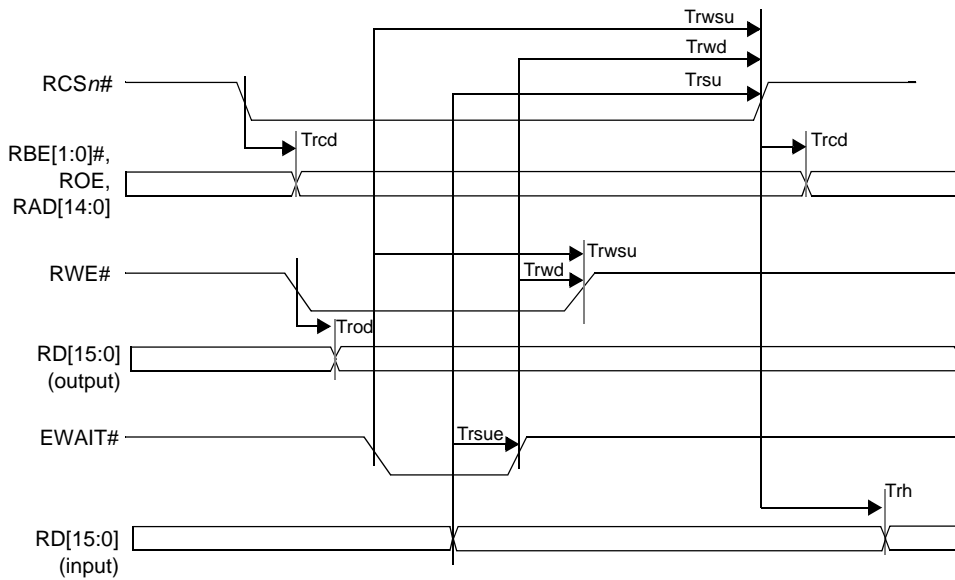 Trwsu
Trwd
RCSn#
Trsu
Trcd
Trcd
RBE[1:0]#,
ROE,
RAD[14:0]
Trwsu
RWE#
Trwd
Trod
RD[15:0]
(output)
EWAIT#
Trsue
Trh
RD[15:0]
(input)